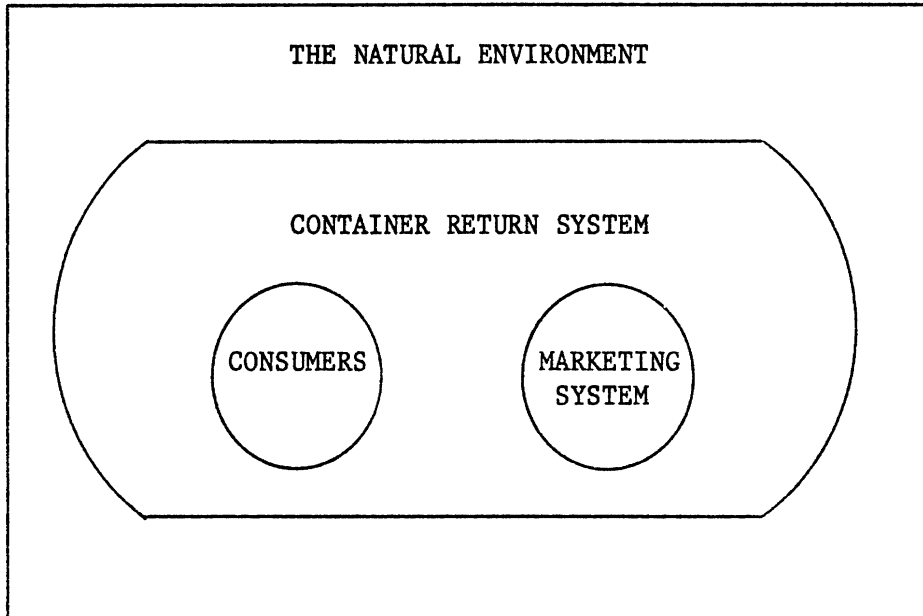 THE NATURAL ENVIRONMENT
CONTAINER RETURN SYSTEM
CONSUMERS
MARKETING
SYSTEM